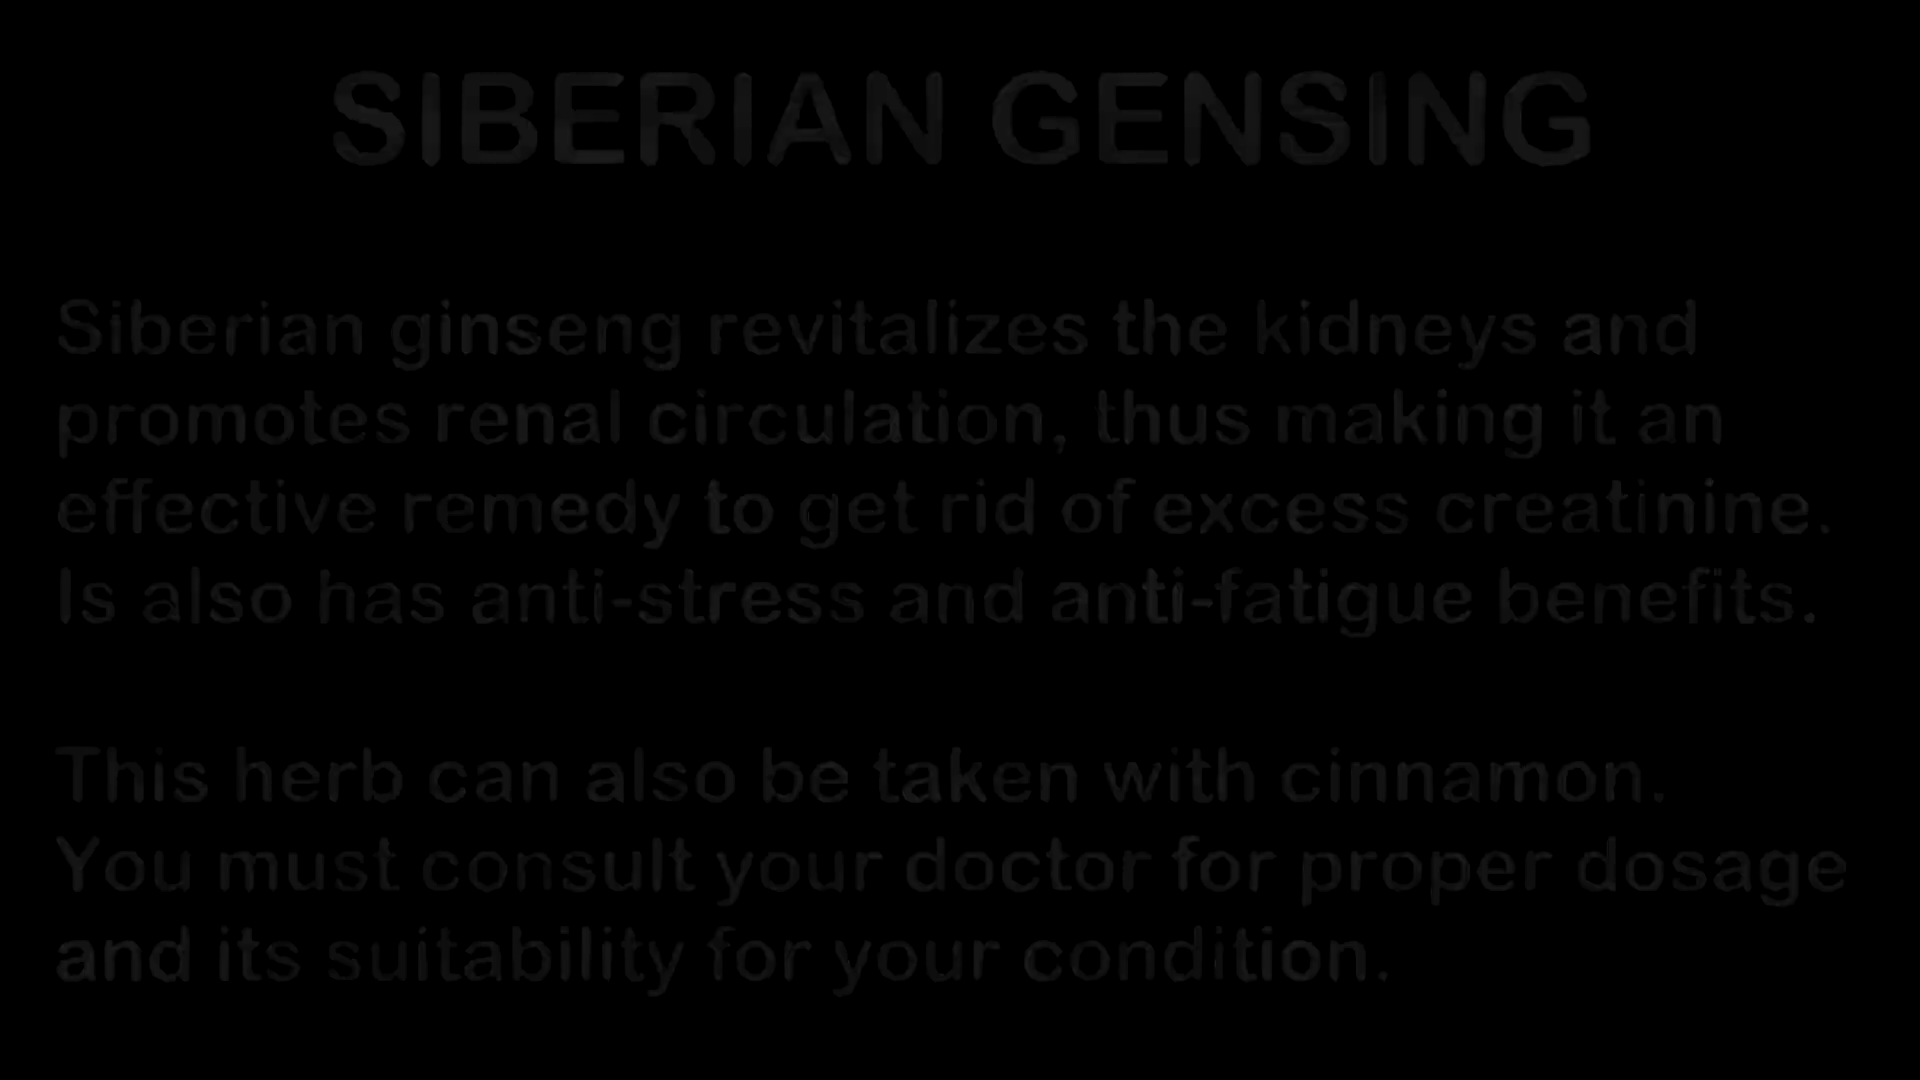 SIBERIAN GENSING
Siberian ginseng revitalizes the kidneys and
promotes renal circulation, thus making it an
effective remedy to get rid of excess creatinine.
Is also has anti-stress and anti-fatigue benefits.
This herb can also be taken with cinnamon.
You must consult your doctor for proper dosage
and its suitability for your condition.